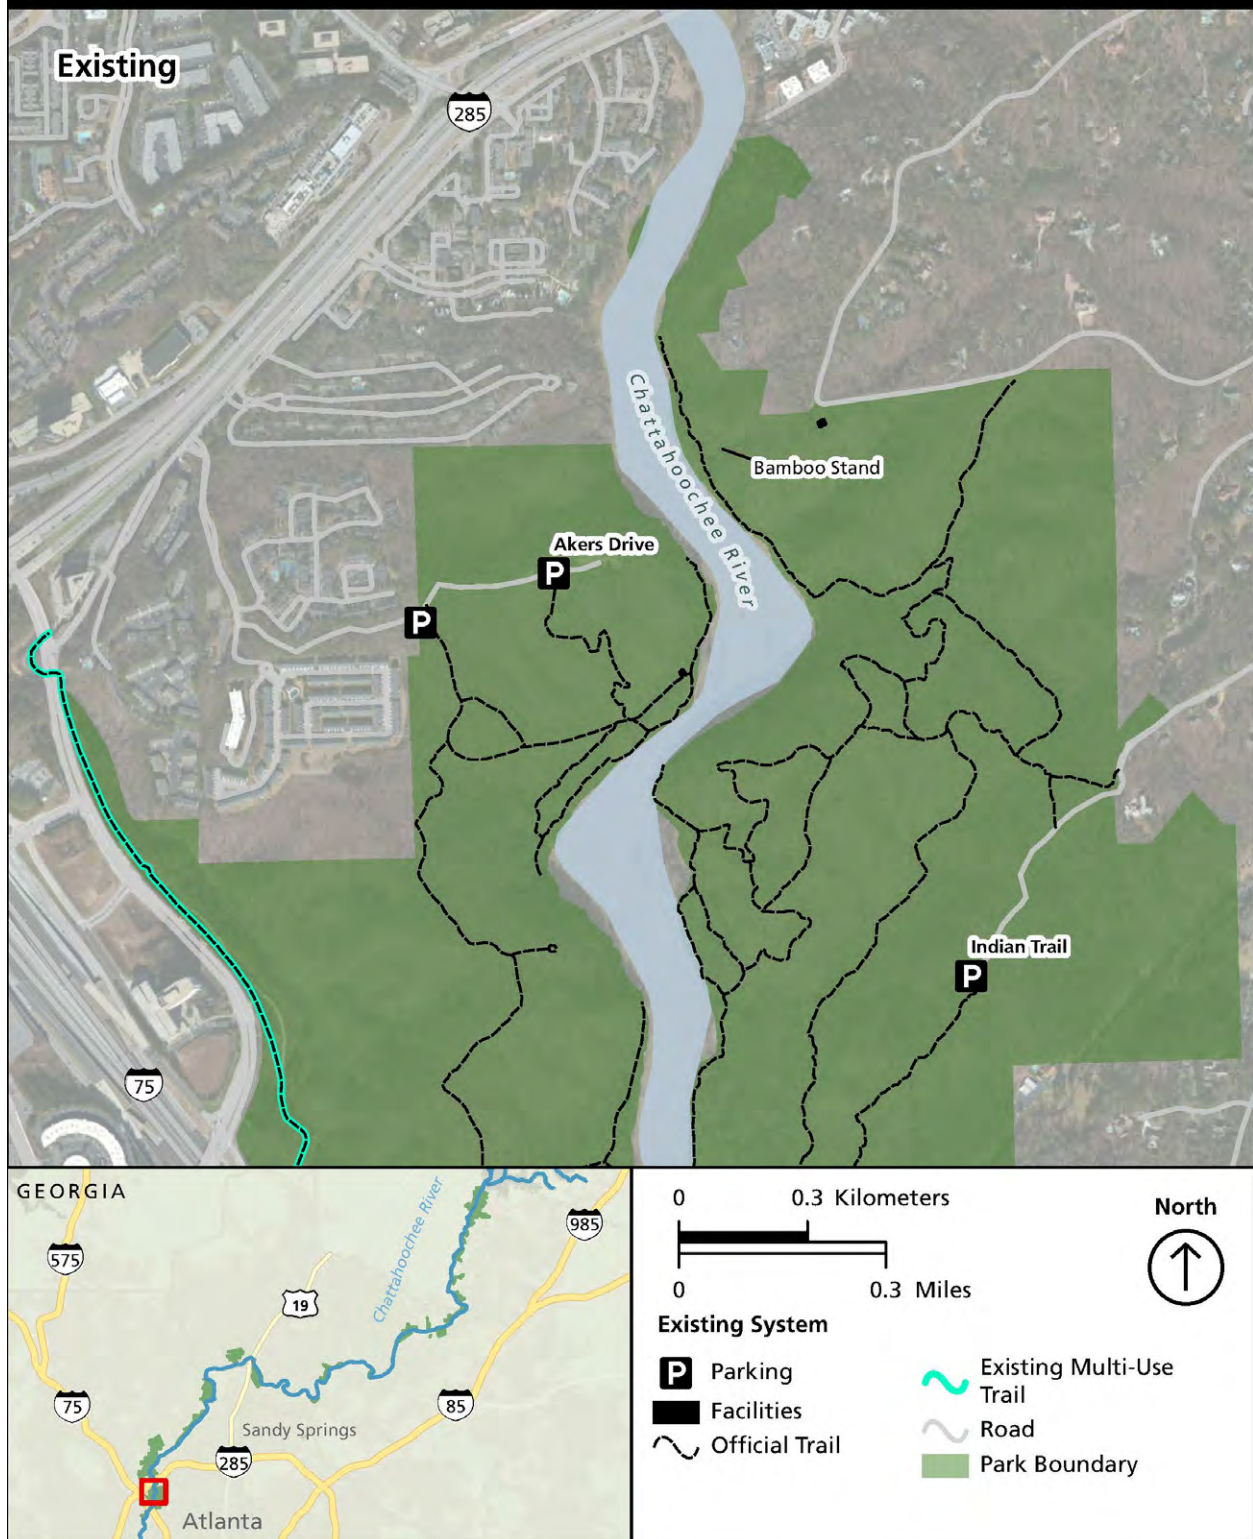 Existing
285
Chattahoochee River
Bamboo Stand
Akers Drive
P
P
Indian Trail
P
75
GEORGIA
575
985
Chattahoochee River
19
75
85
Sandy Springs
285
Atlanta
0 0.3 Kilometers
0 0.3 Miles
North
Existing System
P Parking
Facilities
Official Trail
Existing Multi-Use
Trail
Road
Park Boundary